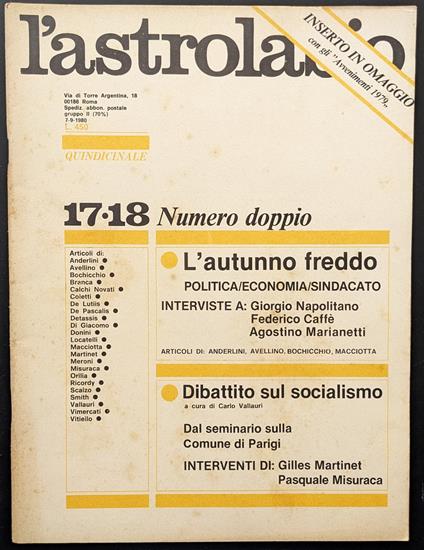 l'astrolabio
INSERTO IN OMAGGIO
con gli "Avvenimenti 1979„
Via di Torre Argentina, 18
00186 Roma
Spediz. abbon. postale
gruppo II (70%)
7-9-1980
L. 450
QUINDICINALE
17•18 Numero doppio
Articoli di:
Anderlini ●
Avellino ●
Bochicchio ●
Branca ●
Calchi Novati ●
Coletti ●
De Lutiis ●
De Pascalis ●
Detassis ●
Di Giacomo ●
Donini ●
Locatelli ●
Macciotta ●
Martinet ●
Meroni ●
Misuraca ●
Orilia ●
Ricordy ●
Scalzo ●
Smith ●
Vallauri ●
Vimercati ●
Vitiello ●
● L'autunno freddo
POLITICA/ECONOMIA/SINDACATO
INTERVISTE A: Giorgio Napolitano
Federico Caffè
Agostino Marianetti
ARTICOLI DI: ANDERLINI, AVELLINO, BOCHICCHIO, MACCIOTTA
● Dibattito sul socialismo
a cura di Carlo Vallauri
Dal seminario sulla
Comune di Parigi
INTERVENTI DI: Gilles Martinet
Pasquale Misuraca